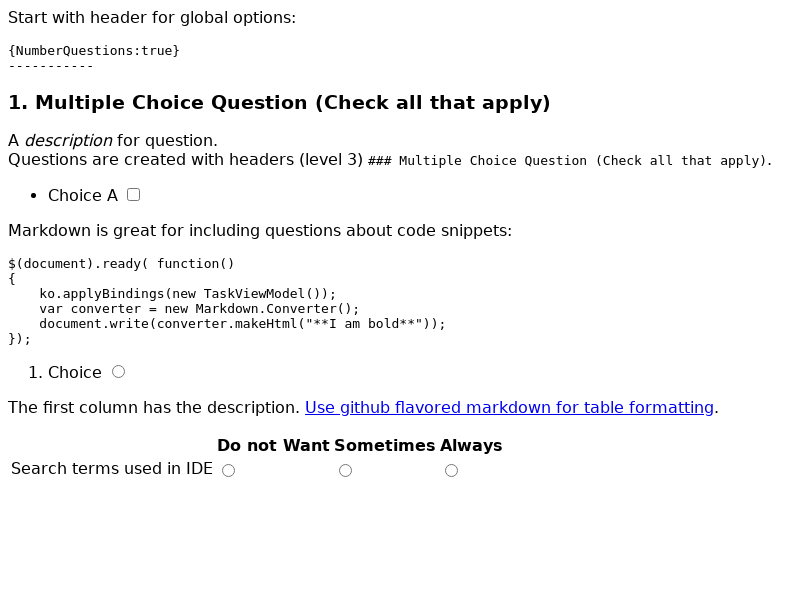 Start with header for global options:
{NumberQuestions:true}
-----------
1. Multiple Choice Question (Check all that apply)
A description for question.
Questions are created with headers (level 3) ### Multiple Choice Question (Check all that apply).
• Choice A
Markdown is great for including questions about code snippets:
$(document).ready( function()
{
    ko.applyBindings(new TaskViewModel());
    var converter = new Markdown.Converter();
    document.write(converter.makeHtml("**I am bold**"));
});
1. Choice
The first column has the description. Use github flavored markdown for table formatting.
Do not Want Sometimes Always
Search terms used in IDE